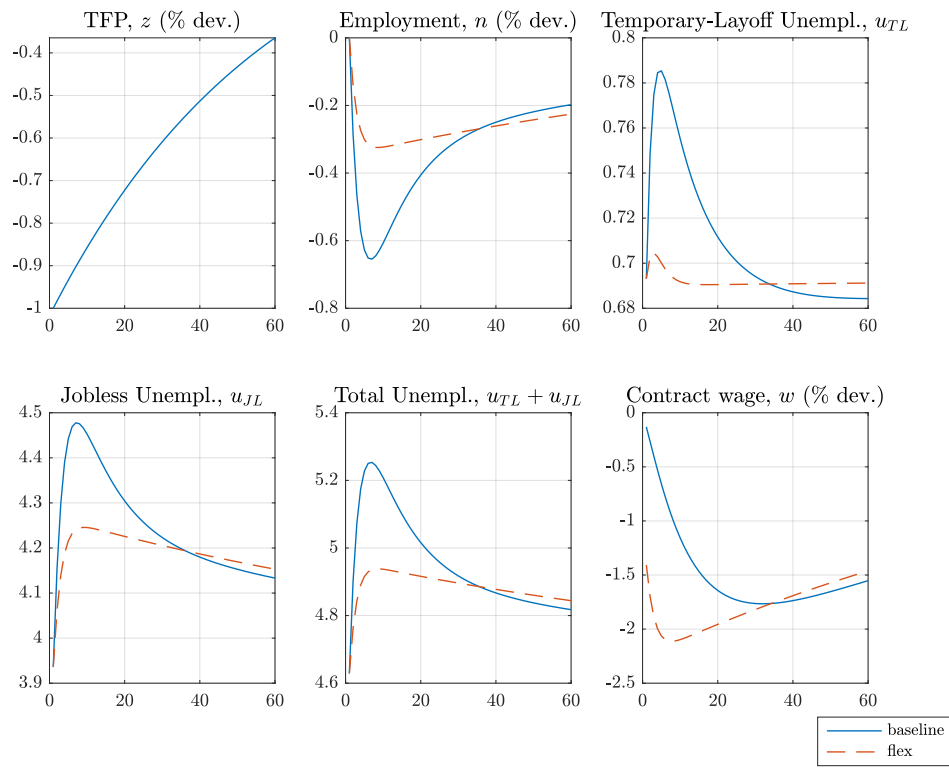 TFP, z (% dev.)
Employment, n (% dev.)
Temporary-Layoff Unempl., u_TL
-0.4
-0.5
-0.6
-0.7
-0.8
-0.9
-1
0 20 40 60
0
-0.2
-0.4
-0.6
-0.8
0 20 40 60
0.8
0.78
0.76
0.74
0.72
0.7
0.68
0 20 40 60
Jobless Unempl., u_JL
Total Unempl., u_TL + u_JL
Contract wage, w (% dev.)
4.5
4.4
4.3
4.2
4.1
4
3.9
0 20 40 60
5.4
5.2
5
4.8
4.6
0 20 40 60
0
-0.5
-1
-1.5
-2
-2.5
0 20 40 60
baseline
flex